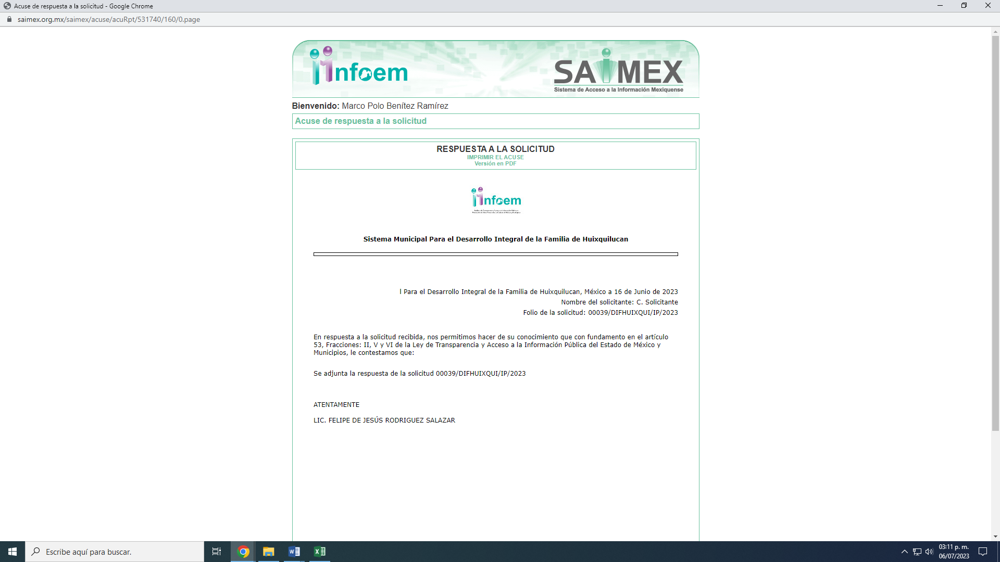 Acuse de respuesta a la solicitud - Google Chrome
saimex.org.mx/saimex/acuse/acuRpt/531740/160/0.page
infoem
SAiMEX
Sistema de Acceso a la Información Mexiquense
Bienvenido: Marco Polo Benítez Ramírez
Acuse de respuesta a la solicitud
RESPUESTA A LA SOLICITUD
IMPRIMIR EL ACUSE
Versión en PDF
infoem
Sistema Municipal Para el Desarrollo Integral de la Familia de Huixquilucan
l Para el Desarrollo Integral de la Familia de Huixquilucan, México a 16 de Junio de 2023
Nombre del solicitante: C. Solicitante
Folio de la solicitud: 00039/DIFHUIXQUI/IP/2023
En respuesta a la solicitud recibida, nos permitimos hacer de su conocimiento que con fundamento en el artículo
53, Fracciones: II, V y VI de la Ley de Transparencia y Acceso a la Información Pública del Estado de México y
Municipios, le contestamos que:
Se adjunta la respuesta de la solicitud 00039/DIFHUIXQUI/IP/2023
ATENTAMENTE
LIC. FELIPE DE JESÚS RODRIGUEZ SALAZAR
Escribe aquí para buscar.
03:11 p. m.
06/07/2023